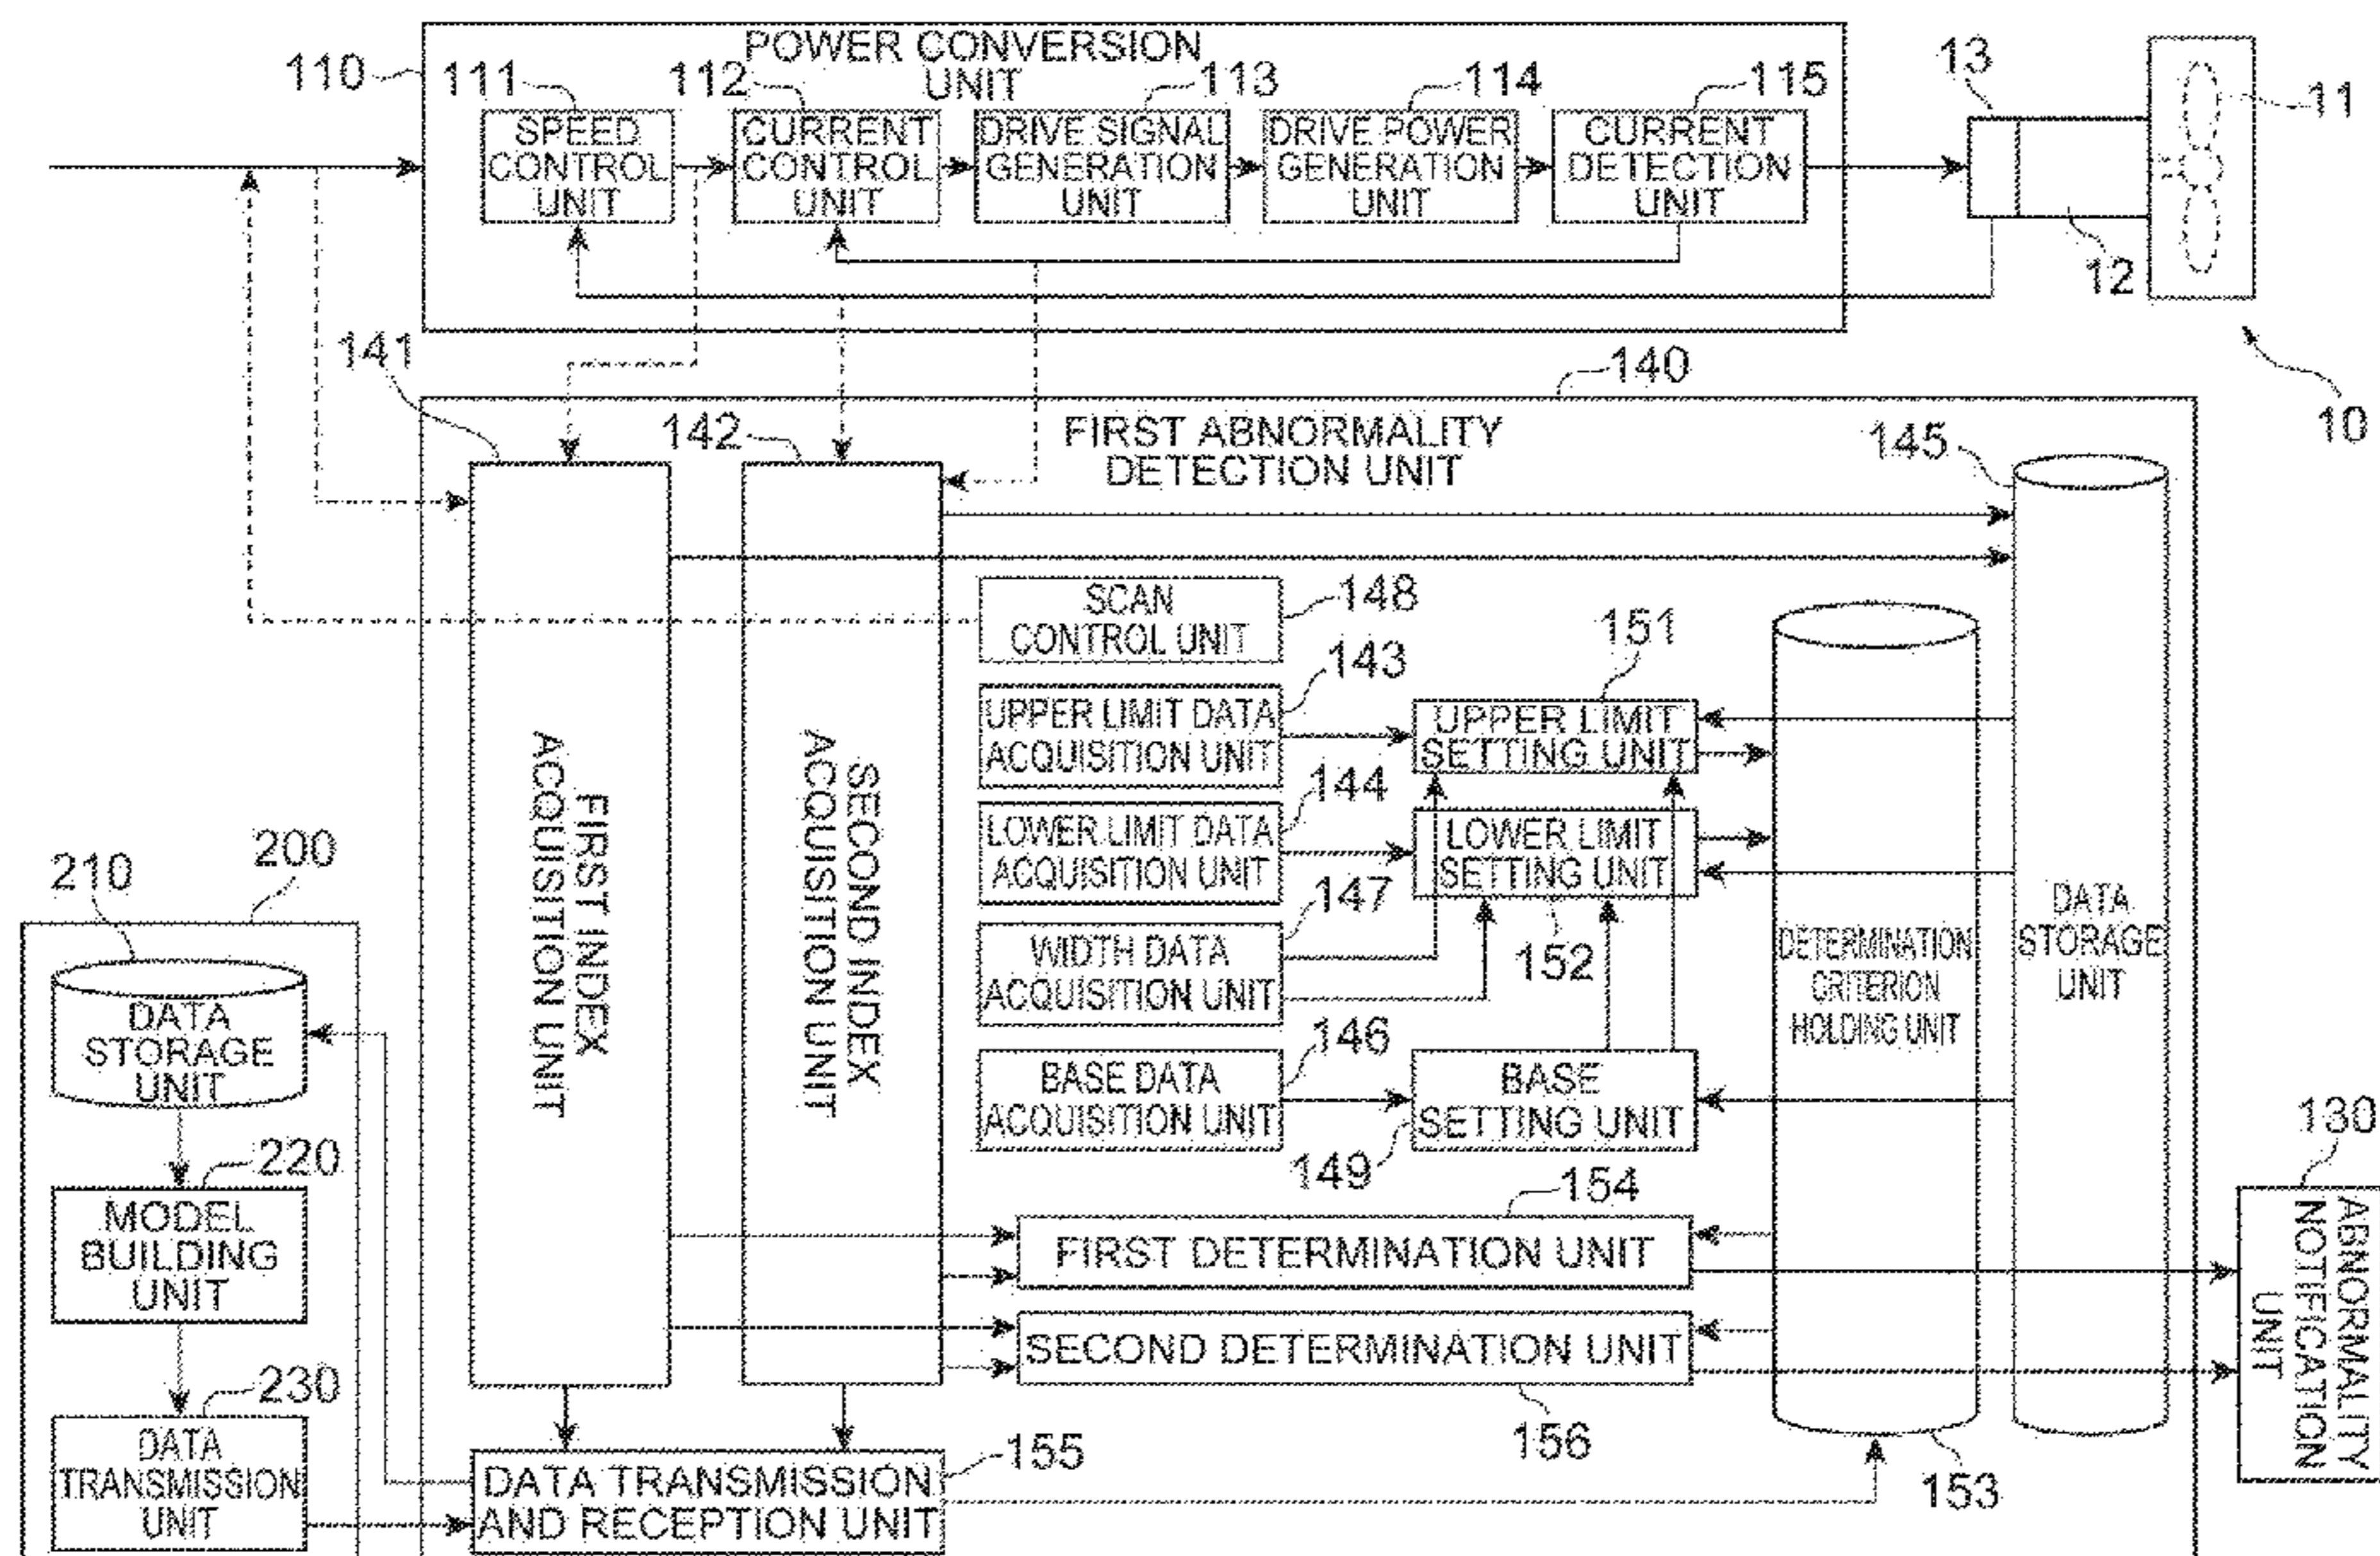 POWER CONVERSION
UNIT
110
111
112
113
114
115
13
11
SPEED
CONTROL
UNIT
CURRENT
CONTROL
UNIT
DRIVE SIGNAL
GENERATION
UNIT
DRIVE POWER
GENERATION
UNIT
CURRENT
DETECTION
UNIT
12
10
141
142
140
FIRST ABNORMALITY
DETECTION UNIT
145
SCAN
CONTROL UNIT
148
143
151
UPPER LIMIT DATA
ACQUISITION UNIT
UPPER LIMIT
SETTING UNIT
144
LOWER LIMIT DATA
ACQUISITION UNIT
LOWER LIMIT
SETTING UNIT
147
152
WIDTH DATA
ACQUISITION UNIT
146
BASE DATA
ACQUISITION UNIT
BASE
SETTING UNIT
149
FIRST INDEX
ACQUISITION UNIT
SECOND INDEX
ACQUISITION UNIT
DETERMINATION
CRITERION
HOLDING UNIT
DATA
STORAGE
UNIT
210
200
DATA
STORAGE
UNIT
220
MODEL
BUILDING
UNIT
230
DATA
TRANSMISSION
UNIT
154
FIRST DETERMINATION UNIT
SECOND DETERMINATION UNIT
156
155
DATA TRANSMISSION
AND RECEPTION UNIT
153
130
ABNORMALITY
NOTIFICATION
UNIT